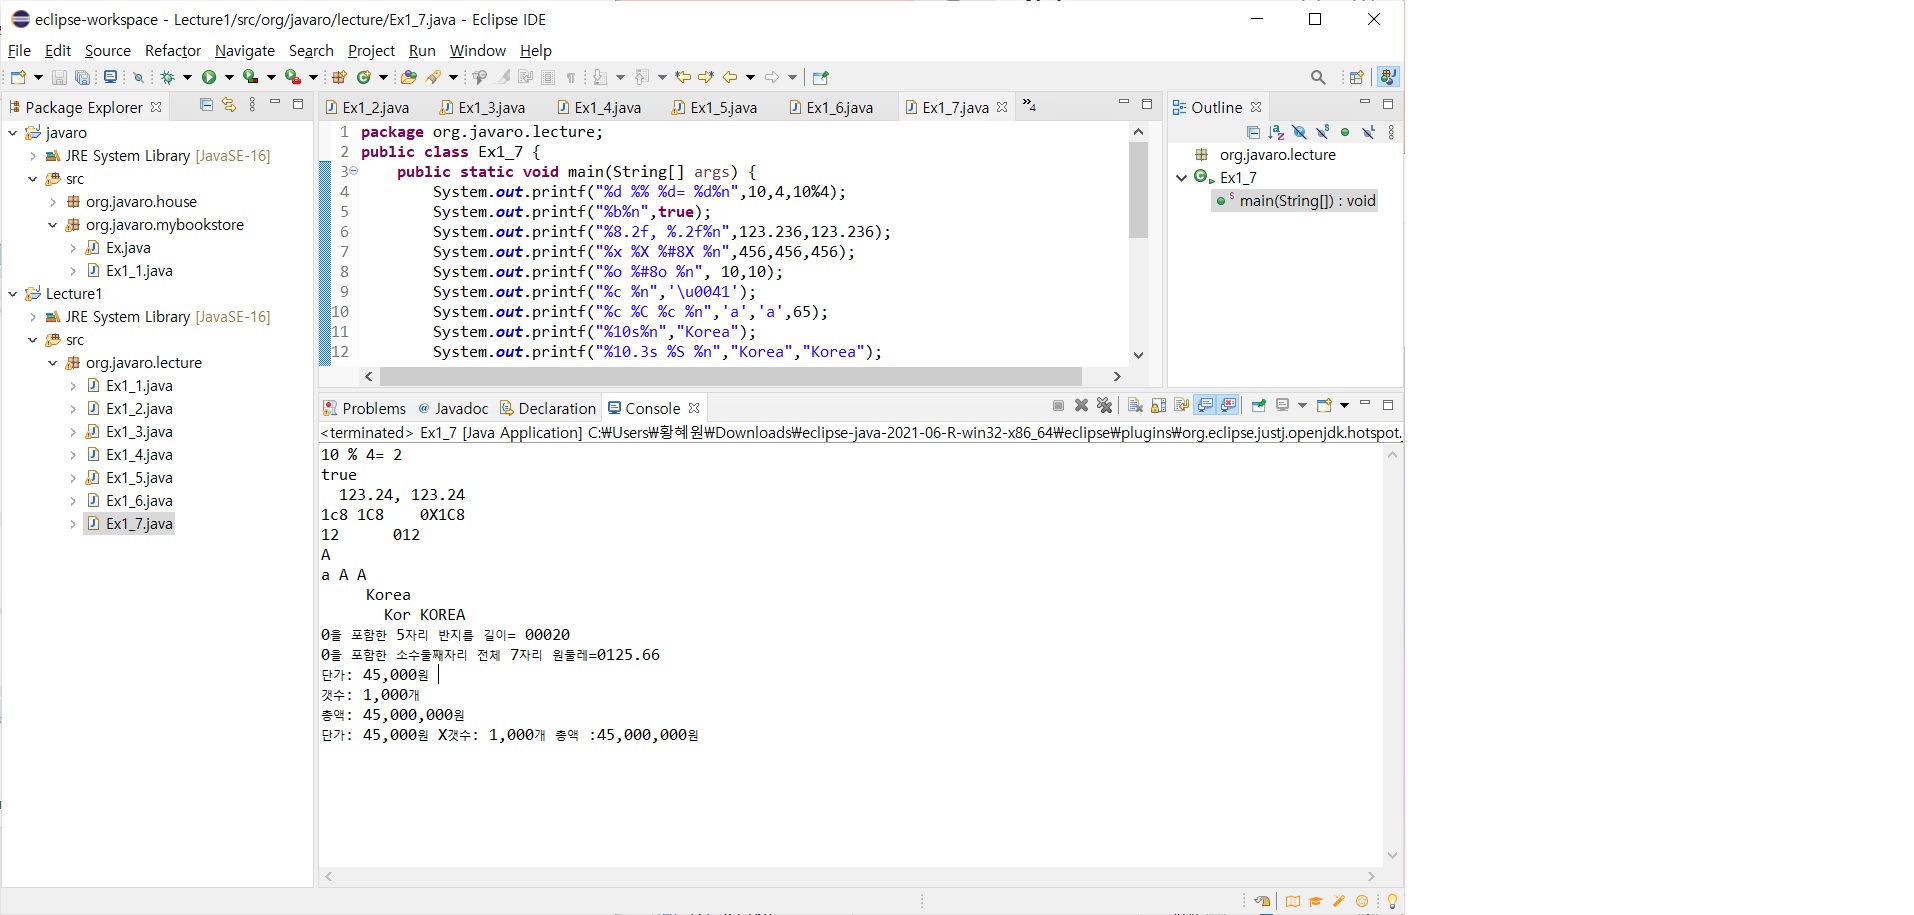 eclipse-workspace - Lecture1/src/org/javaro/lecture/Ex1_7.java - Eclipse IDE
File Edit Source Refactor Navigate Search Project Run Window Help
Package Explorer
javaro
JRE System Library [JavaSE-16]
src
org.javaro.house
org.javaro.mybookstore
Ex.java
Ex1_1.java
Lecture1
JRE System Library [JavaSE-16]
src
org.javaro.lecture
Ex1_1.java
Ex1_2.java
Ex1_3.java
Ex1_4.java
Ex1_5.java
Ex1_6.java
Ex1_7.java
Ex1_2.java Ex1_3.java Ex1_4.java Ex1_5.java Ex1_6.java Ex1_7.java »4
1 package org.javaro.lecture;
2 public class Ex1_7 {
3 public static void main(String[] args) {
4 System.out.printf("%d %% %d= %d%n",10,4,10%4);
5 System.out.printf("%b%n",true);
6 System.out.printf("%8.2f, %.2f%n",123.236,123.236);
7 System.out.printf("%x %X %#8X %n",456,456,456);
8 System.out.printf("%o %#8o %n", 10,10);
9 System.out.printf("%c %n",'\u0041');
10 System.out.printf("%c %C %c %n",'a','a',65);
11 System.out.printf("%10s%n","Korea");
12 System.out.printf("%10.3s %S %n","Korea","Korea");
Outline
org.javaro.lecture
Ex1_7
main(String[]) : void
Problems @ Javadoc Declaration Console
<terminated> Ex1_7 [Java Application] C:₩Users₩황혜원₩Downloads₩eclipse-java-2021-06-R-win32-x86_64₩eclipse₩plugins₩org.eclipse.justj.openjdk.hotspot.
10 % 4= 2
true
123.24, 123.24
1c8 1C8 0X1C8
12 012
A
a A A
Korea
Kor KOREA
0을 포함한 5자리 반지름 길이= 00020
0을 포함한 소수둘째자리 전체 7자리 원둘레=0125.66
단가: 45,000원
갯수: 1,000개
총액: 45,000,000원
단가: 45,000원 X갯수: 1,000개 총액 :45,000,000원